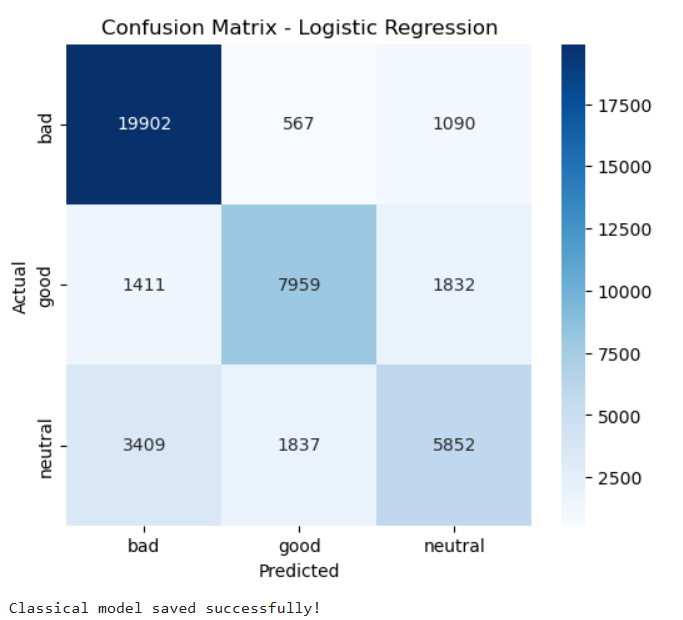 Confusion Matrix - Logistic Regression
bad 19902 567 1090
good 1411 7959 1832
neutral 3409 1837 5852
Actual
bad good neutral
Predicted
17500
15000
12500
10000
7500
5000
2500
Classical model saved successfully!